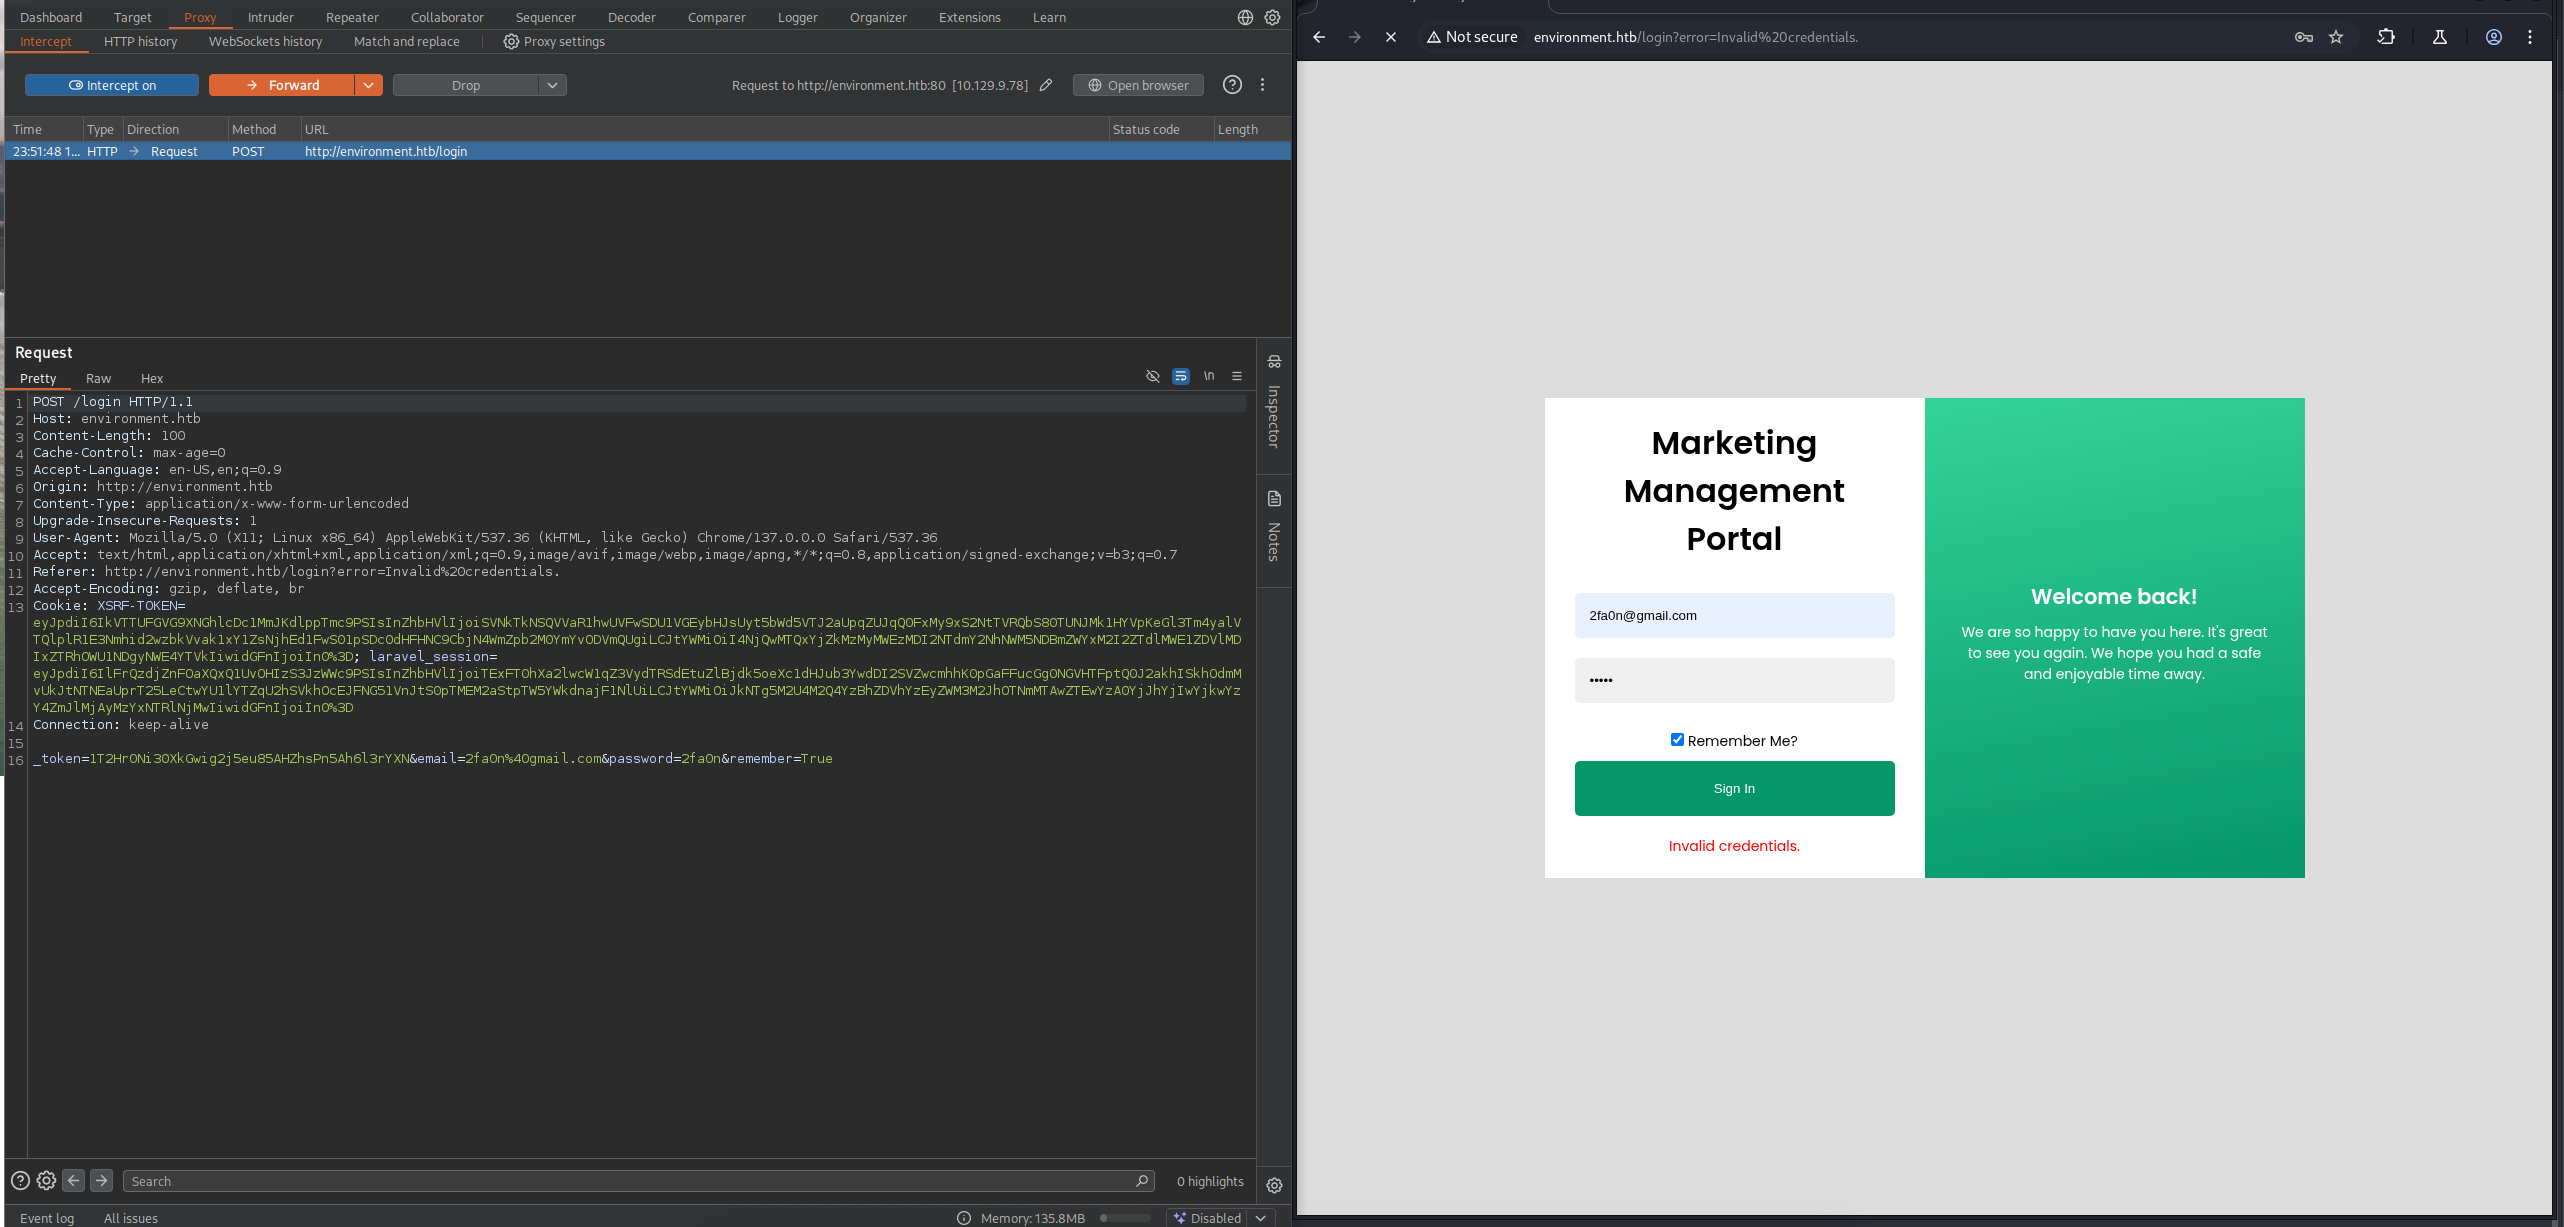 Dashboard Target Proxy Intruder Repeater Collaborator Sequencer Decoder Comparer Logger Organizer Extensions Learn
Intercept HTTP history WebSockets history Match and replace Proxy settings
Intercept on Forward Drop Request to http://environment.htb:80 [10.129.9.78] Open browser
Time Type Direction Method URL Status code Length
23:51:48 1... HTTP Request POST http://environment.htb/login
Request
Pretty Raw Hex
\n
Inspector
Notes
1 POST /login HTTP/1.1
2 Host: environment.htb
3 Content-Length: 100
4 Cache-Control: max-age=0
5 Accept-Language: en-US,en;q=0.9
6 Origin: http://environment.htb
7 Content-Type: application/x-www-form-urlencoded
8 Upgrade-Insecure-Requests: 1
9 User-Agent: Mozilla/5.0 (X11; Linux x86_64) AppleWebKit/537.36 (KHTML, like Gecko) Chrome/137.0.0.0 Safari/537.36
10 Accept: text/html,application/xhtml+xml,application/xml;q=0.9,image/avif,image/webp,image/apng,*/*;q=0.8,application/signed-exchange;v=b3;q=0.7
11 Referer: http://environment.htb/login?error=Invalid%20credentials.
12 Accept-Encoding: gzip, deflate, br
13 Cookie: XSRF-TOKEN=
; laravel_session=
14 Connection: keep-alive
15
16 _token=1T2Hr0Ni3OXkGwig2j5eu85AHZhsPn5Ah6l3rYXN&email=2fa0n%40gmail.com&password=2fa0n&remember=True
Search 0 highlights
Event log All issues Memory: 135.8MB Disabled
Not secure environment.htb/login?error=Invalid%20credentials.
Marketing
Management
Portal
2fa0n@gmail.com
•••••
Remember Me?
Sign In
Invalid credentials.
Welcome back!
We are so happy to have you here. It's great
to see you again. We hope you had a safe
and enjoyable time away.